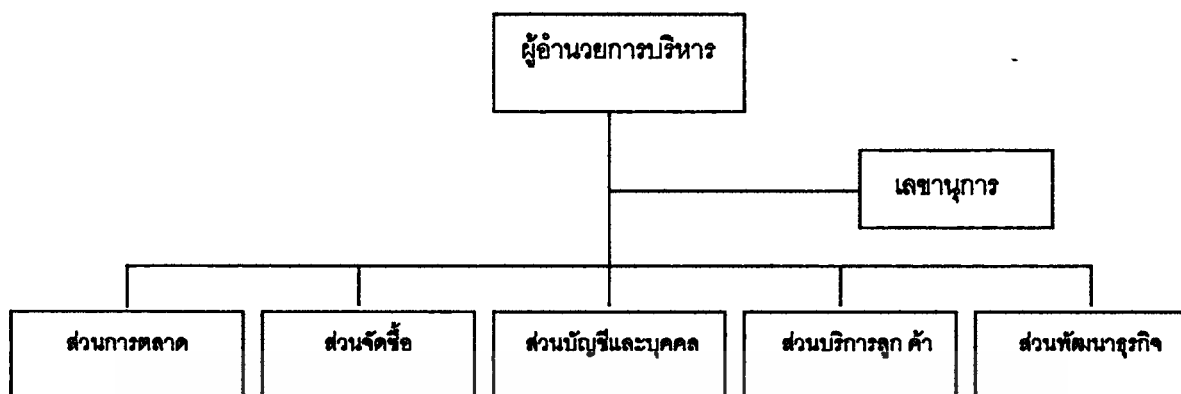 ผู้อำนวยการบริหาร
เลขานุการ
ส่วนการตลาด
ส่วนจัดซื้อ
ส่วนบัญชีและบุคคล
ส่วนบริการลูก ค้า
ส่วนพัฒนาธุรกิจ